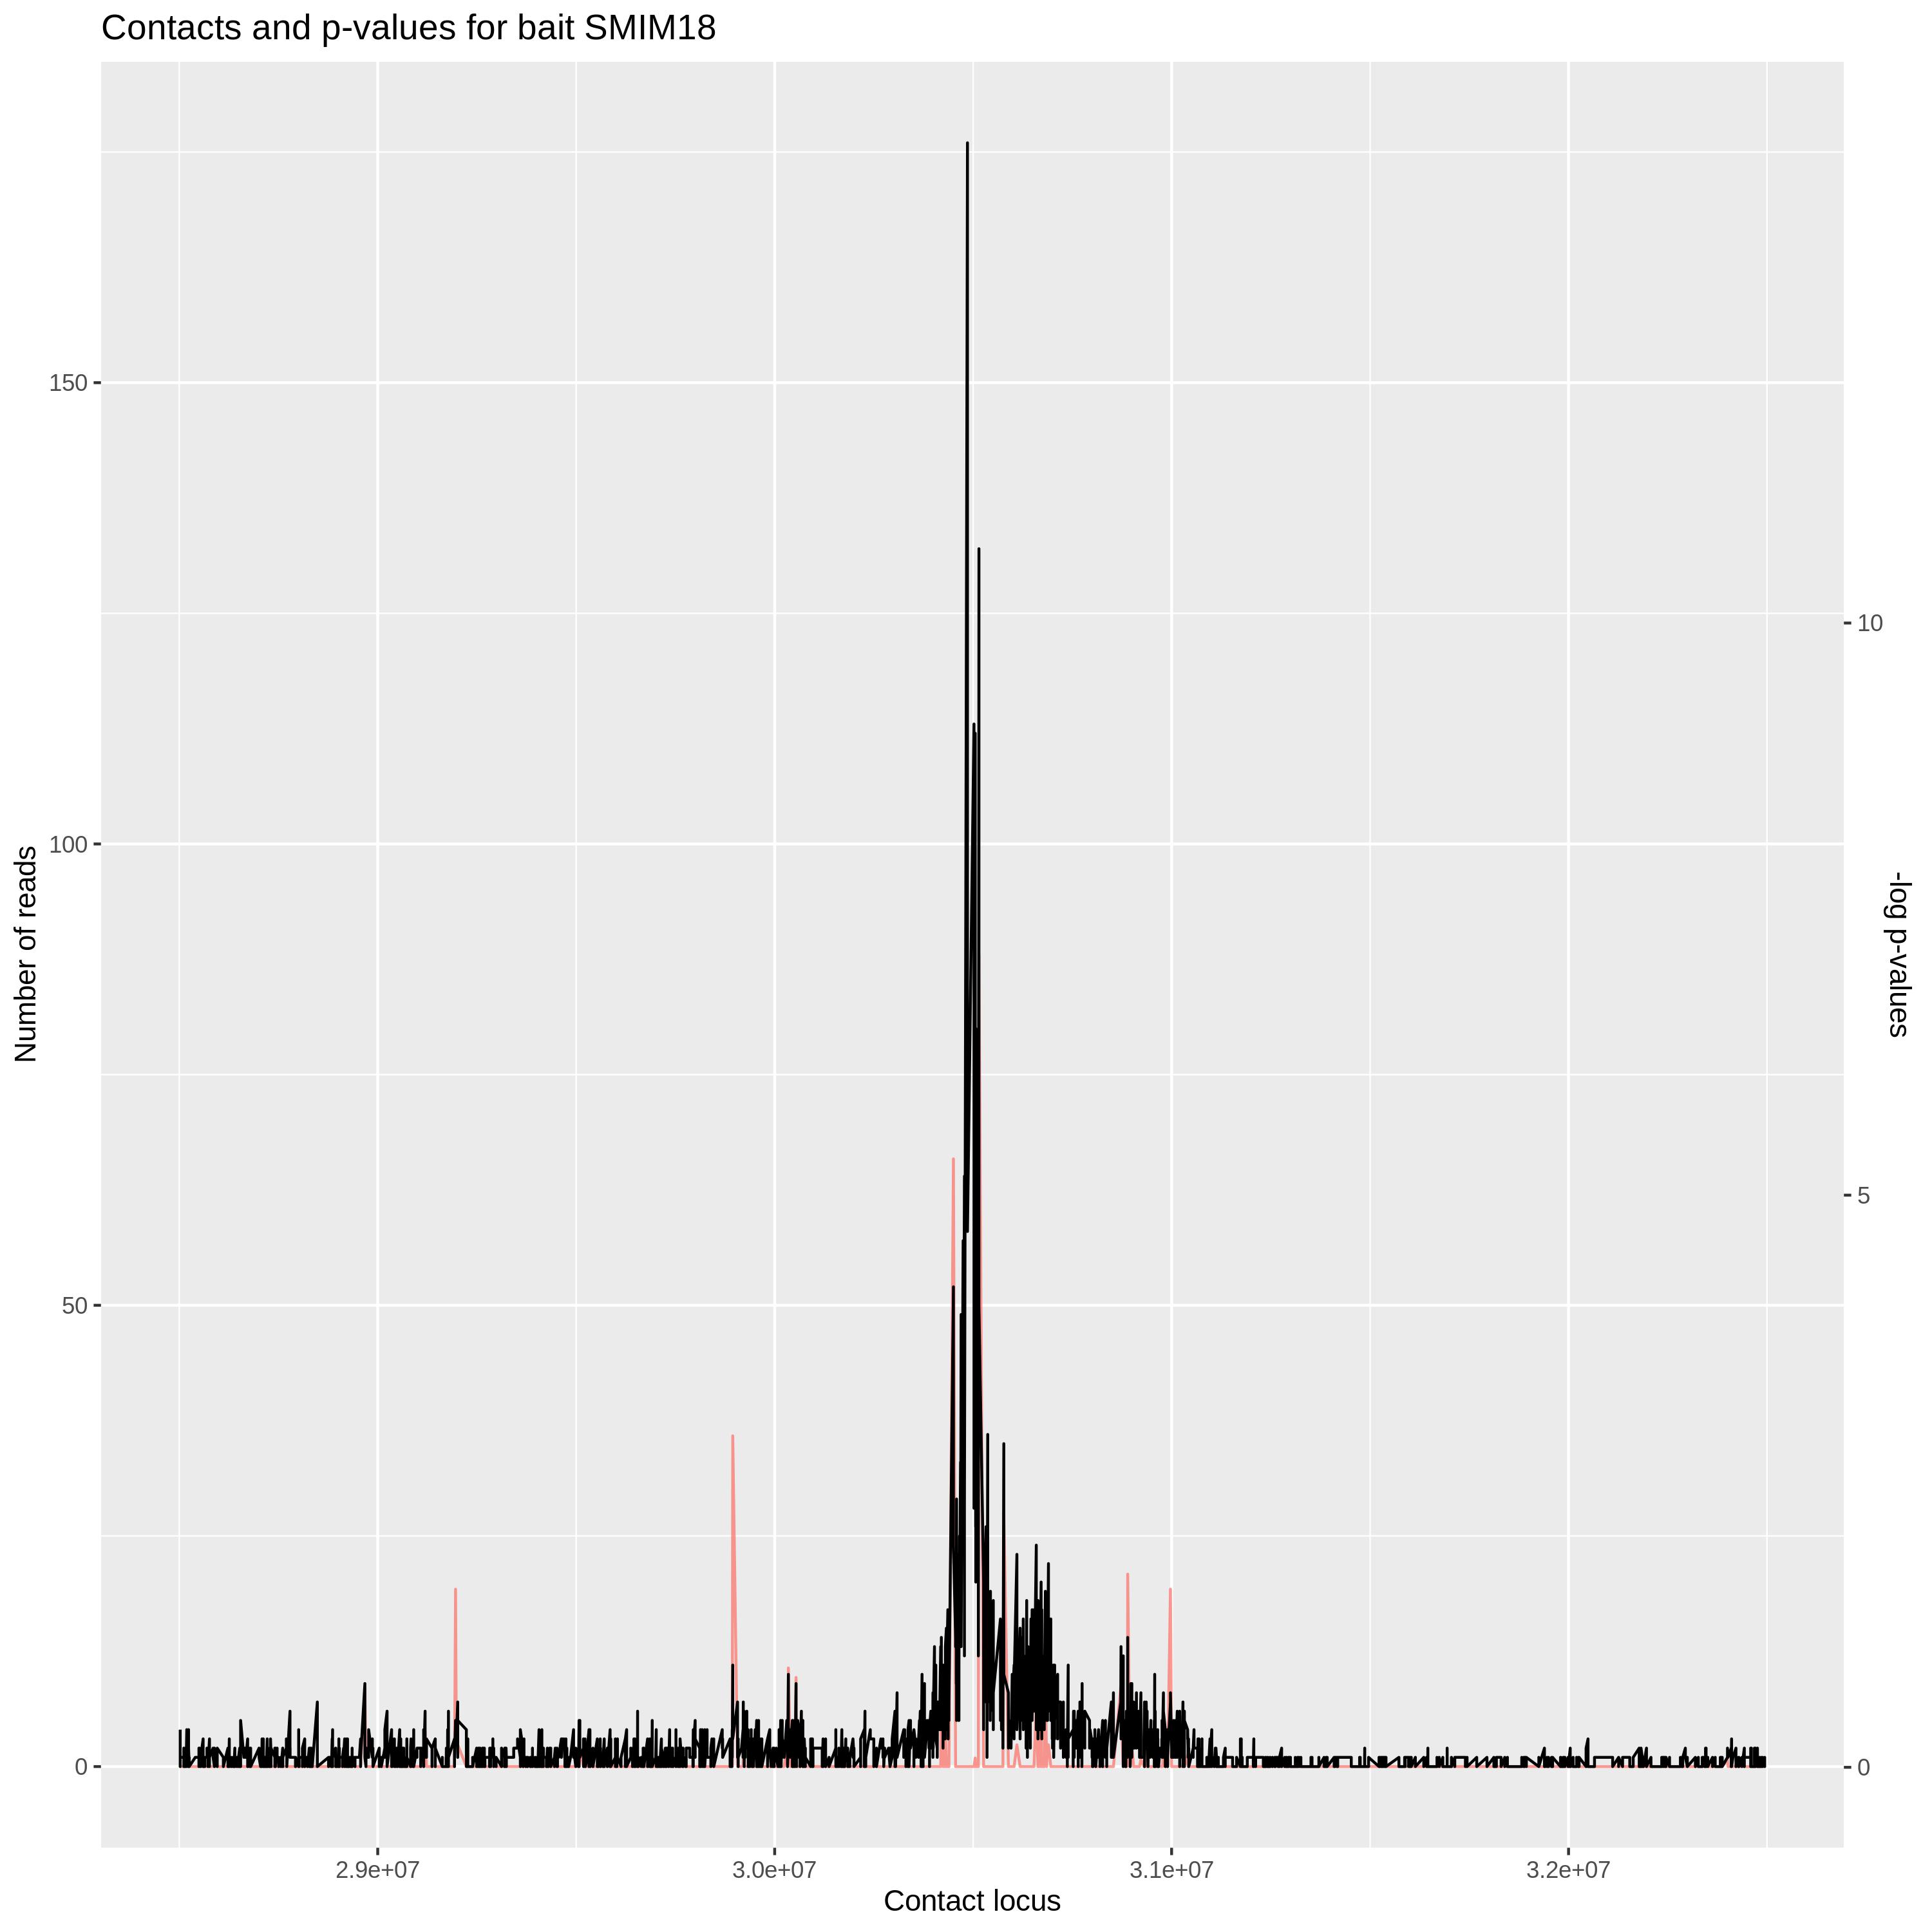 Contacts and p-values for bait SMIM18
Number of reads
150
100
50
0
10
5
0
-log p-values
2.9e+07 3.0e+07 3.1e+07 3.2e+07
Contact locus